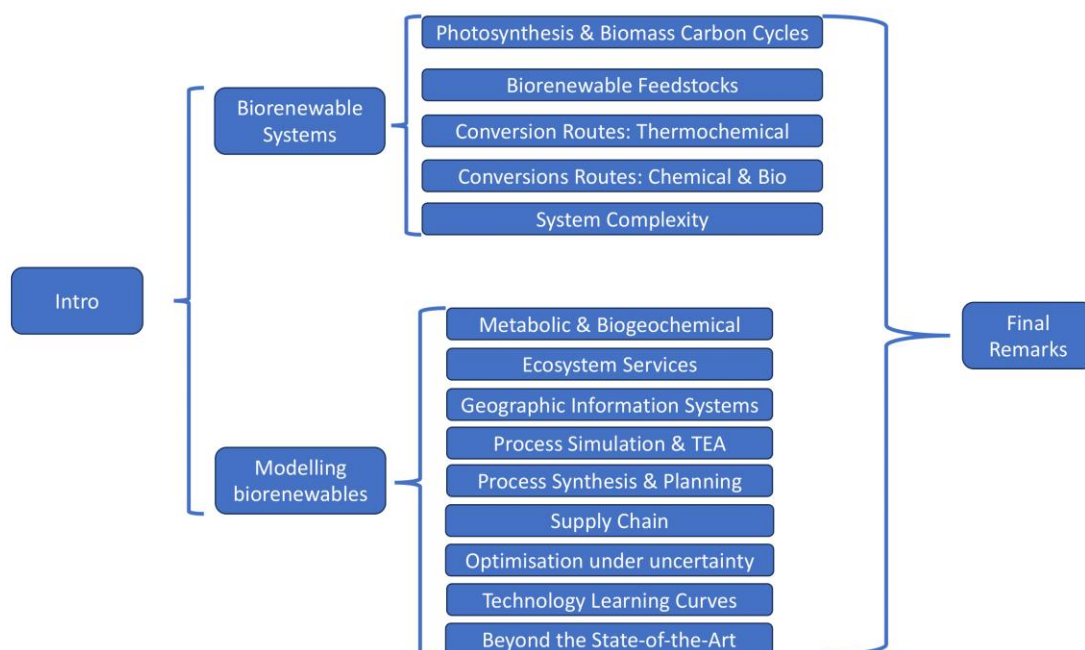 Photosynthesis & Biomass Carbon Cycles
Biorenewable Feedstocks
Biorenewable
Systems
Conversion Routes: Thermochemical
Conversions Routes: Chemical & Bio
System Complexity
Intro
Metabolic & Biogeochemical
Ecosystem Services
Geographic Information Systems
Process Simulation & TEA
Modelling
biorenewables
Process Synthesis & Planning
Supply Chain
Optimisation under uncertainty
Technology Learning Curves
Beyond the State-of-the-Art
Final
Remarks